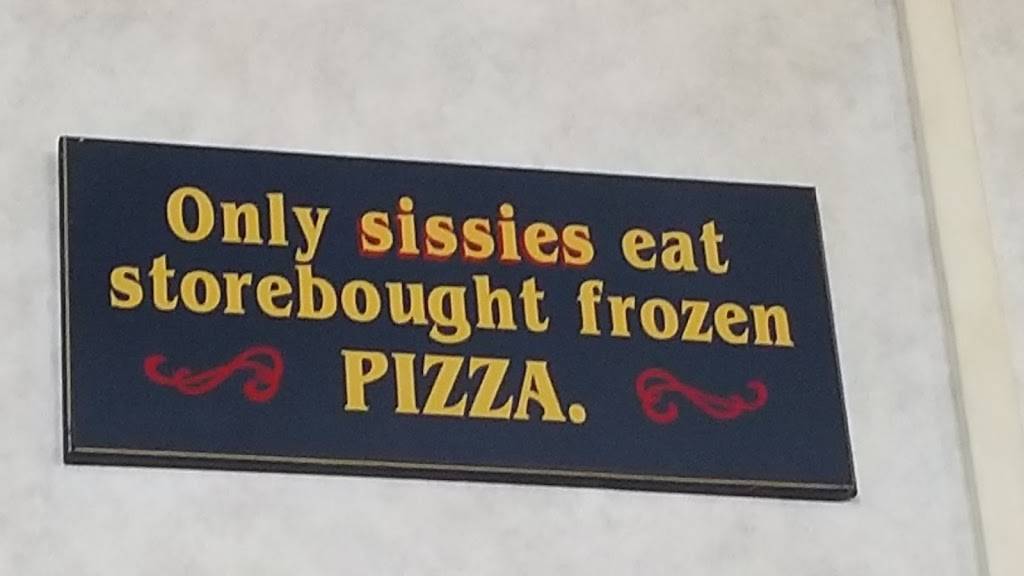 Only sissies eat
storebought frozen
PIZZA.